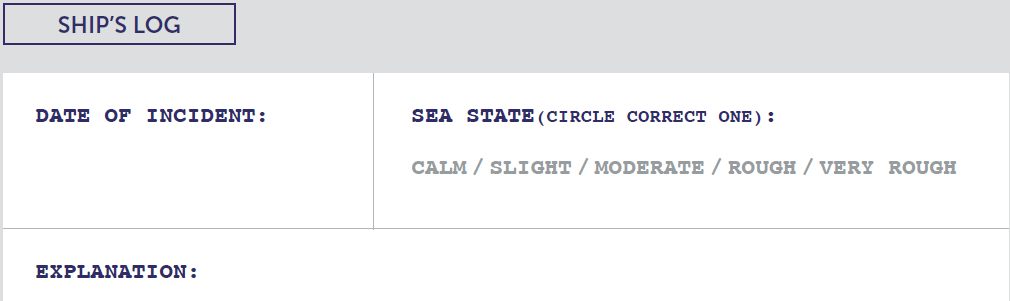 SHIP’S LOG
DATE OF INCIDENT:
SEA STATE(CIRCLE CORRECT ONE):
CALM / SLIGHT / MODERATE / ROUGH / VERY ROUGH
EXPLANATION: